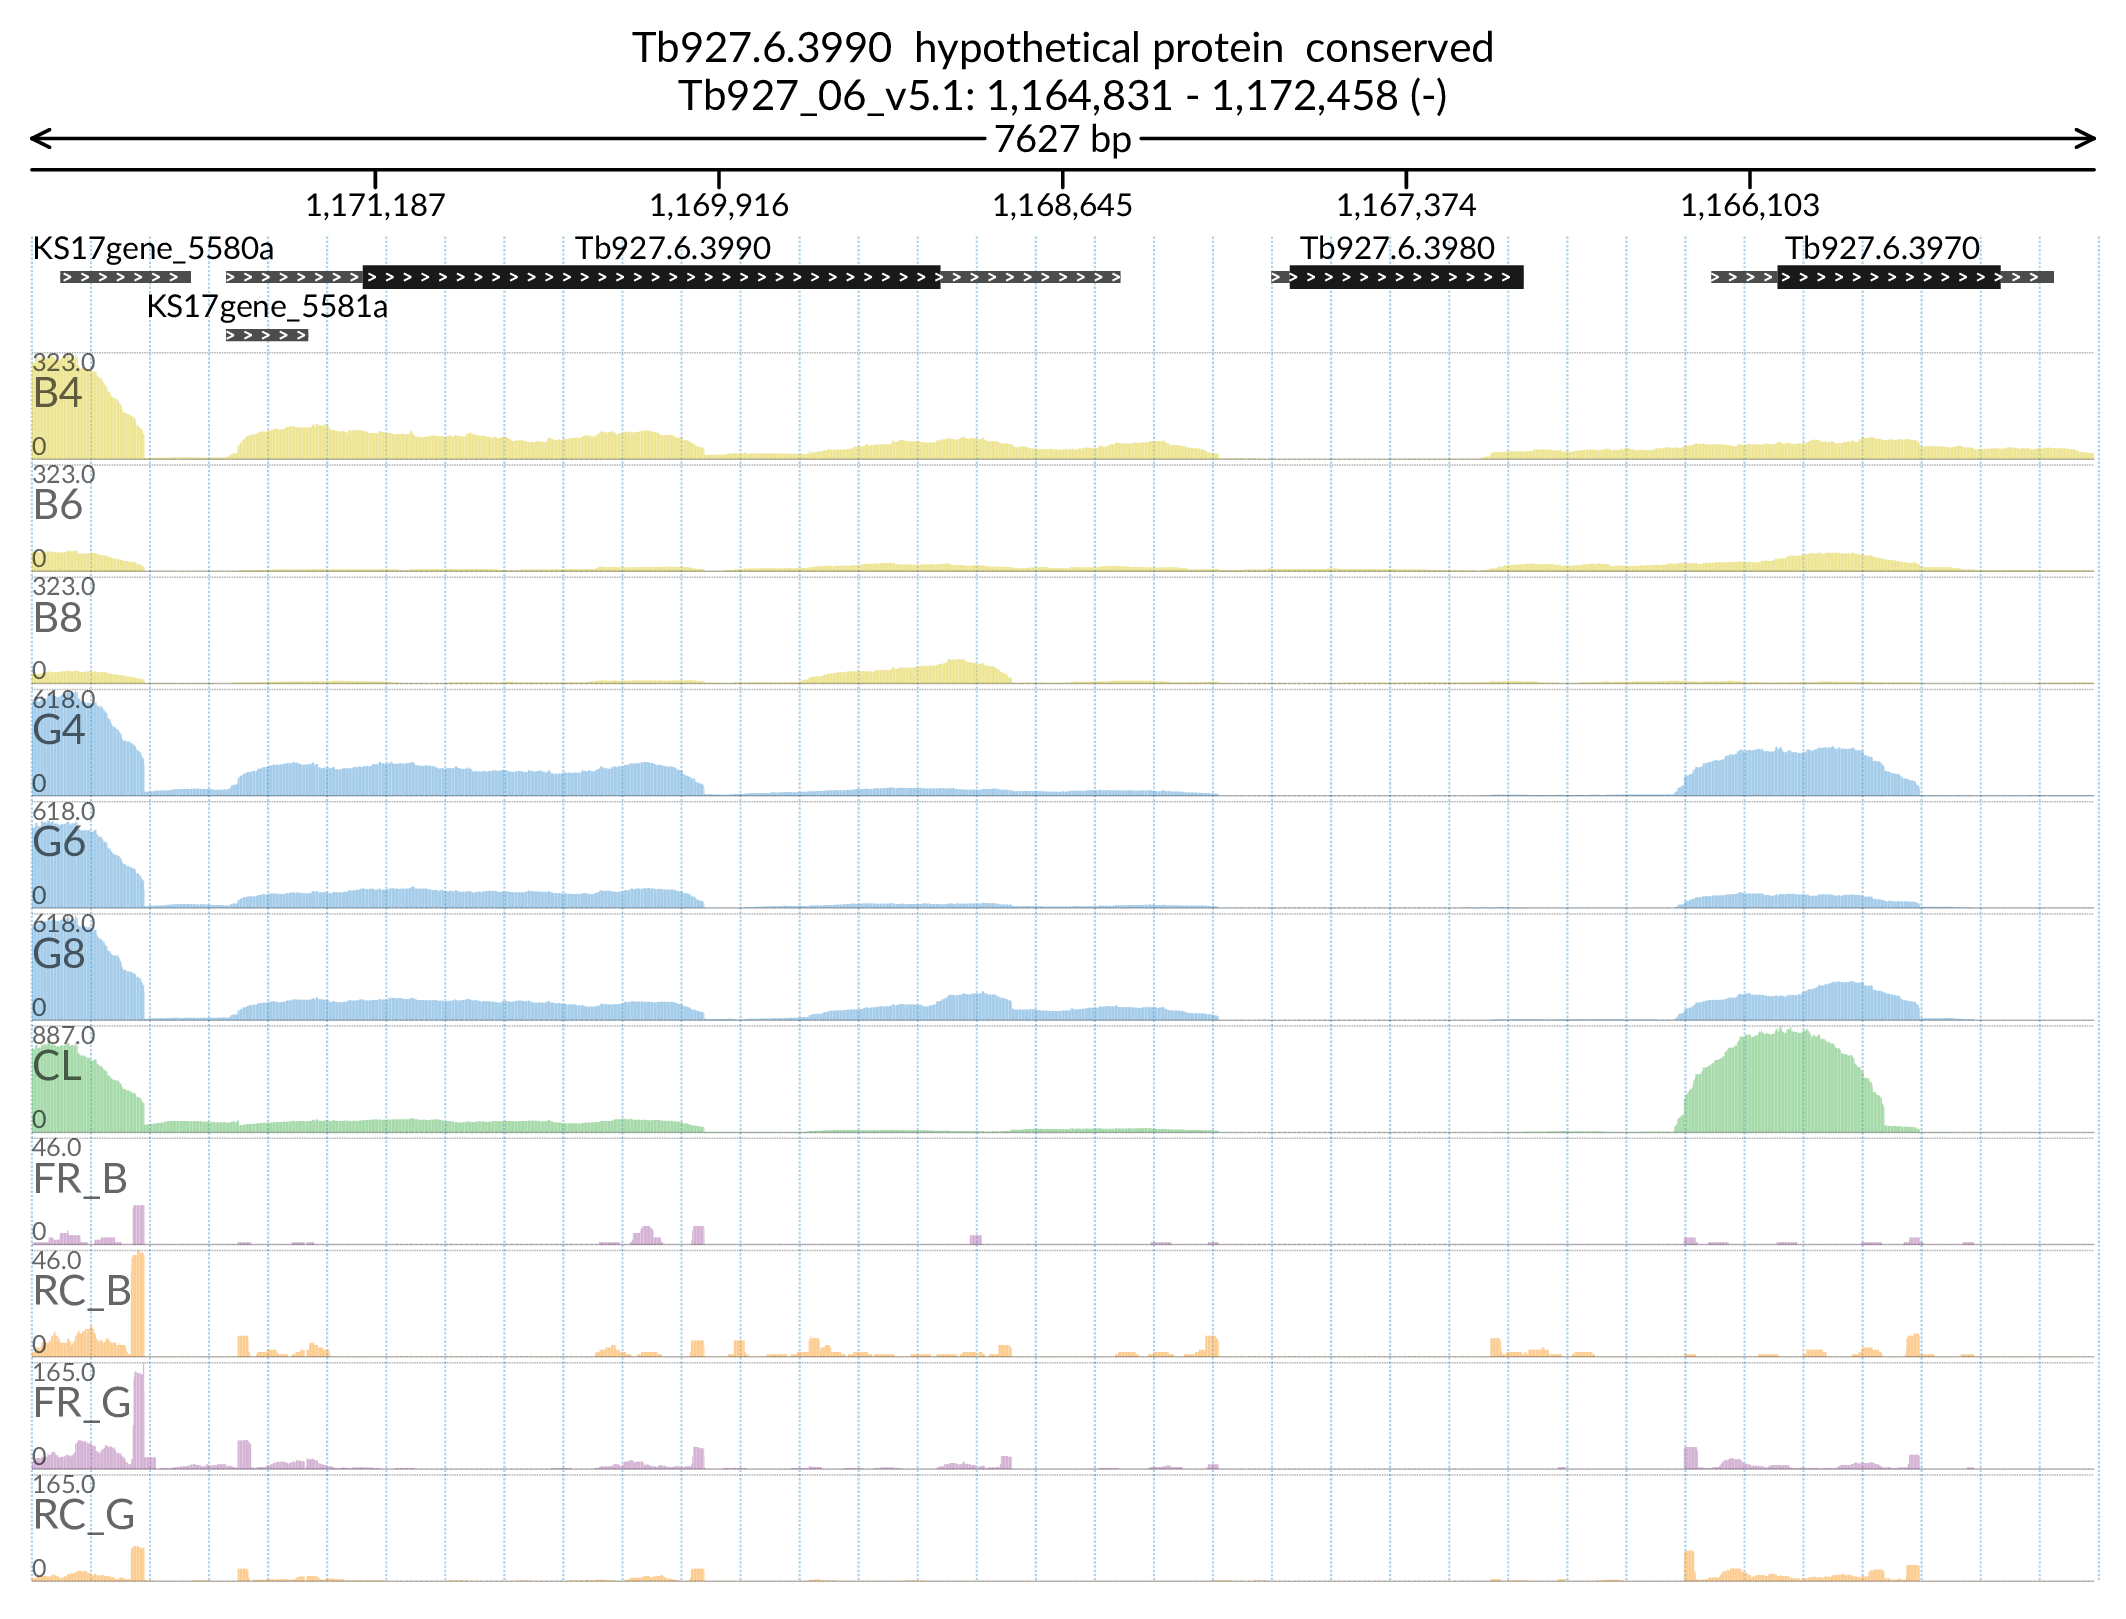 Tb927.6.3990  hypothetical protein  conserved
Tb927_06_v5.1: 1,164,831 - 1,172,458 (-)
7627 bp
1,171,187 1,169,916 1,168,645 1,167,374 1,166,103
KS17gene_5580a Tb927.6.3990 Tb927.6.3980 Tb927.6.3970
KS17gene_5581a
323.0
B4
0
323.0
B6
0
323.0
B8
0
618.0
G4
0
618.0
G6
0
618.0
G8
0
887.0
CL
0
46.0
FR_B
0
46.0
RC_B
0
165.0
FR_G
0
165.0
RC_G
0